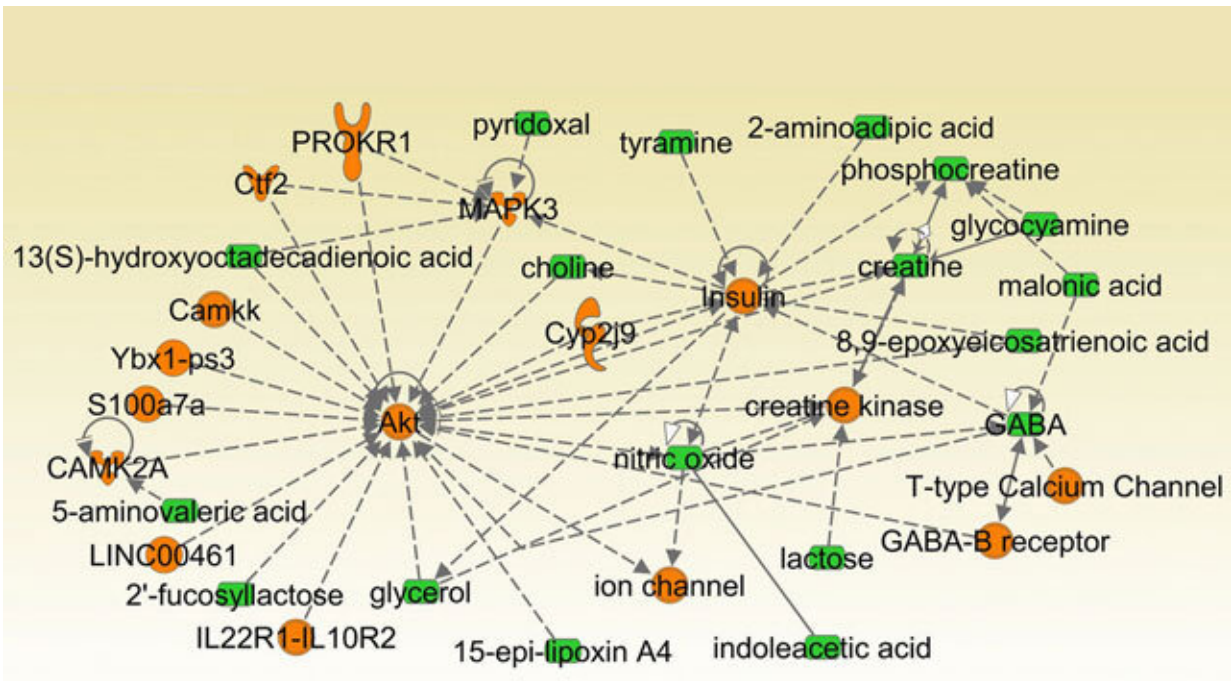 pyridoxal
tyramine
2-aminoadipic acid
PROKR1
phosphocreatine
Ctf2
MAPK3
glycocyamine
13(S)-hydroxyoctadecadienoic acid
choline
creatine
malonic acid
Camkk
Insulin
Cyp2j9
8,9-epoxyeicosatrienoic acid
Ybx1-ps3
S100a7a
Akt
creatine kinase
GABA
CAMK2A
nitric oxide
T-type Calcium Channel
5-aminovaleric acid
GABA-B receptor
LINC00461
lactose
2'-fucosyllactose
glycerol
ion channel
IL22R1-IL10R2
15-epi-lipoxin A4
indoleacetic acid